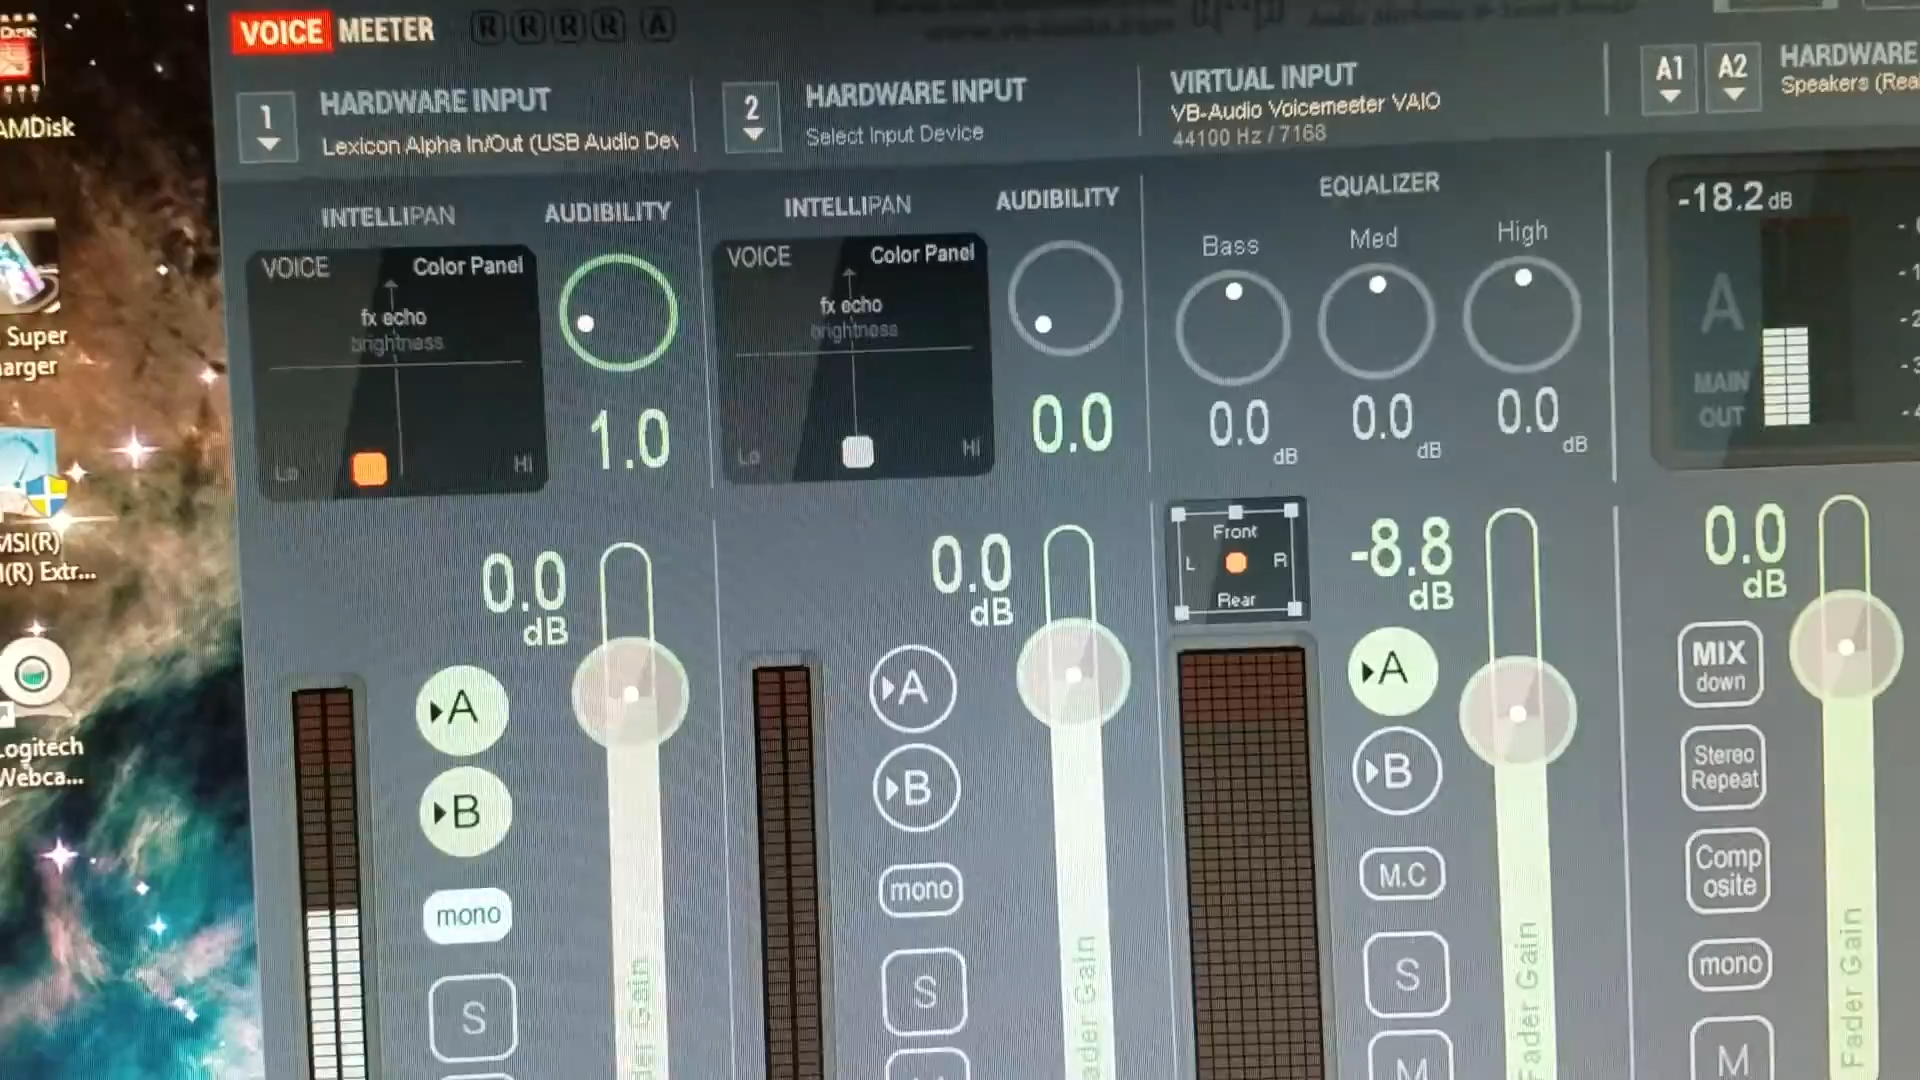 VOICE MEETER
R R R R A
1
HARDWARE INPUT
Lexicon Alpha In/Out (USB Audio Dev
2
HARDWARE INPUT
Select Input Device
VIRTUAL INPUT
VB-Audio Voicemeeter VAIO
44100 Hz / 7168
A1
A2
HARDWARE
Speakers (Rea
INTELLIPAN
AUDIBILITY
VOICE
Color Panel
fx echo
brightness
Lo
Hi
1.0
INTELLIPAN
AUDIBILITY
VOICE
Color Panel
fx echo
brightness
Lo
Hi
0.0
EQUALIZER
Bass
Med
High
0.0
dB
0.0
dB
0.0
dB
-18.2 dB
A
MAIN
OUT
0.0
dB
A
B
mono
S
der Gain
0.0
dB
A
B
mono
S
ader Gain
Front
L
R
Rear
-8.8
dB
A
B
M.C
S
M
Fader Gain
0.0
dB
MIX
down
Stereo
Repeat
Comp
osite
mono
M
Fader Gain
AMDisk
Super
arger
MSI(R)
I(R) Extr...
Logitech
Webca...